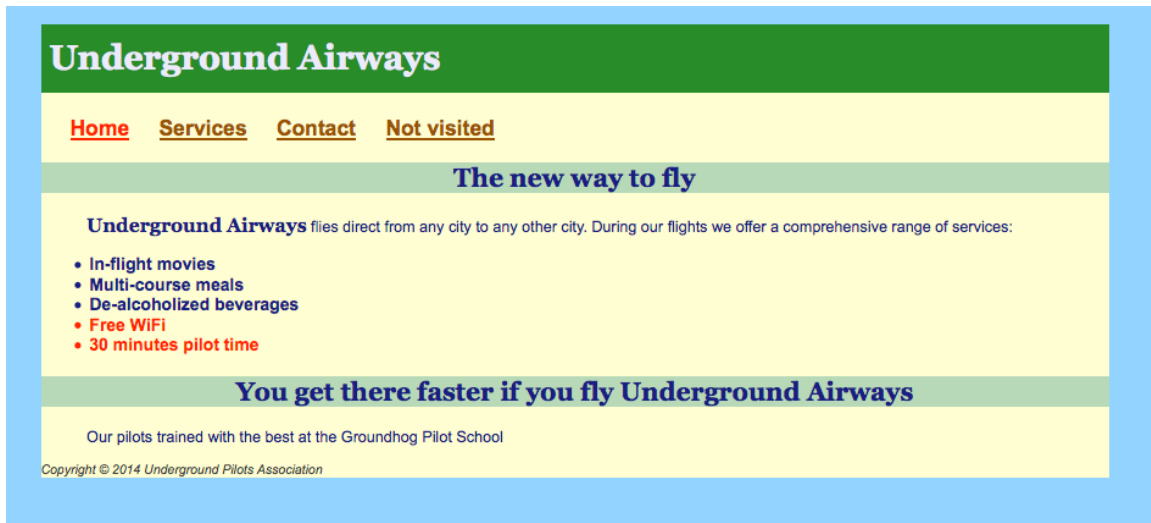 Underground Airways
Home Services Contact Not visited
The new way to fly
Underground Airways flies direct from any city to any other city. During our flights we offer a comprehensive range of services:
• In-flight movies
• Multi-course meals
• De-alcoholized beverages
• Free WiFi
• 30 minutes pilot time
You get there faster if you fly Underground Airways
Our pilots trained with the best at the Groundhog Pilot School
Copyright © 2014 Underground Pilots Association